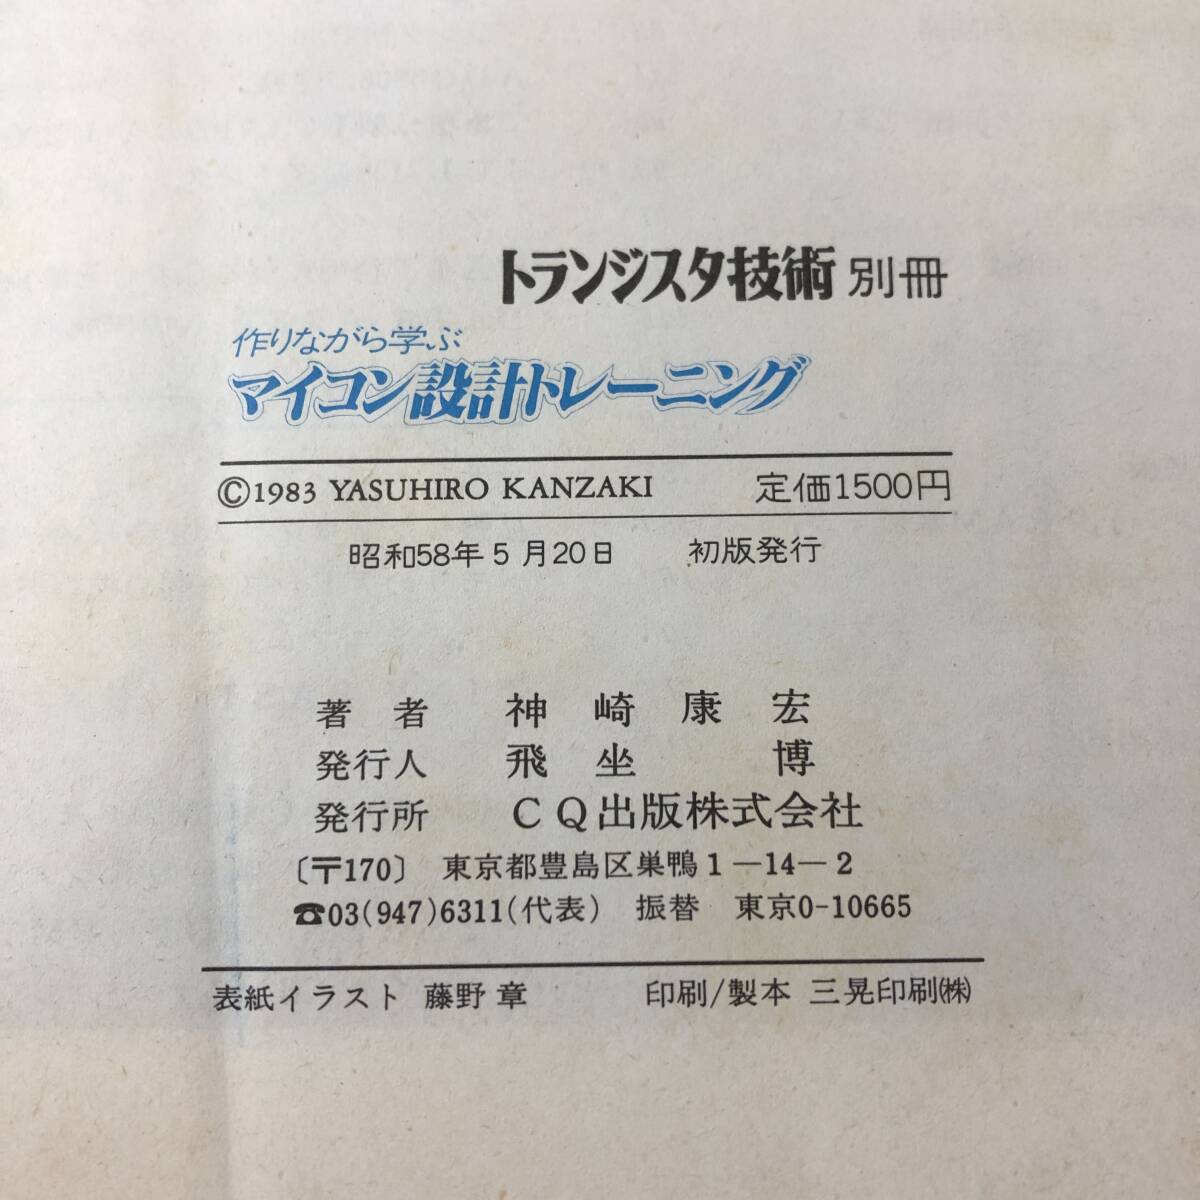 トランジスタ技術 別冊
作りながら学ぶ
マイコン設計トレーニング
©1983 YASUHIRO KANZAKI 定価1500円
昭和58年5月20日 初版発行
著者 神崎康宏
発行人 飛坐博
発行所 CQ出版株式会社
〔〒170〕 東京都豊島区巣鴨1―14―2
☎03(947)6311(代表) 振替 東京0-10665
表紙イラスト 藤野章 印刷/製本 三晃印刷㈱